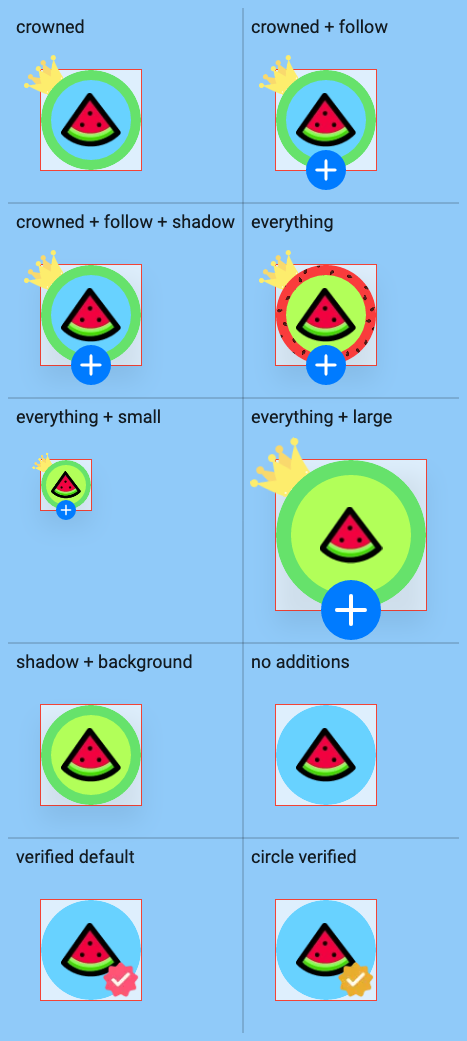 crowned
crowned + follow
crowned + follow + shadow
everything
everything + small
everything + large
shadow + background
no additions
verified default
circle verified